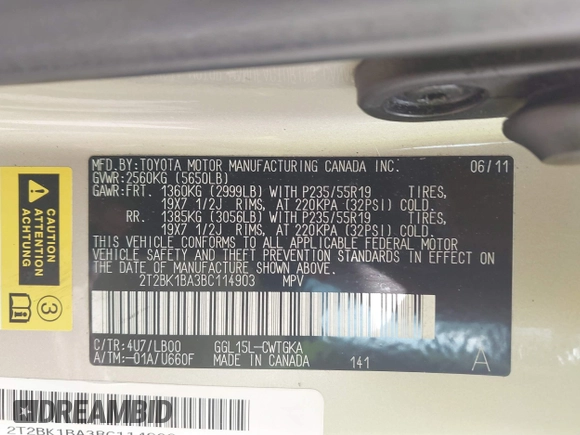 MFD.BY:TOYOTA MOTOR MANUFACTURING CANADA INC. 06/11
GVWR:2560KG (5650LB)
GAWR:FRT. 1360KG (2999LB) WITH P235/55R19 TIRES,
19X7 1/2J RIMS, AT 220KPA (32PSI) COLD.
RR. 1385KG (3056LB) WITH P235/55R19 TIRES,
19X7 1/2J RIMS, AT 220KPA (32PSI) COLD.
THIS VEHICLE CONFORMS TO ALL APPLICABLE FEDERAL MOTOR
VEHICLE SAFETY AND THEFT PREVENTION STANDARDS IN EFFECT ON
THE DATE OF MANUFACTURE SHOWN ABOVE.
2T2BK1BA3BC114903 MPV
C/TR:4U7/LB00 GGL15L-CWTGKA
A/TM:-01A/U660F MADE IN CANADA 141 A
3
DREAMBID
2T2BK1BA3BC114903